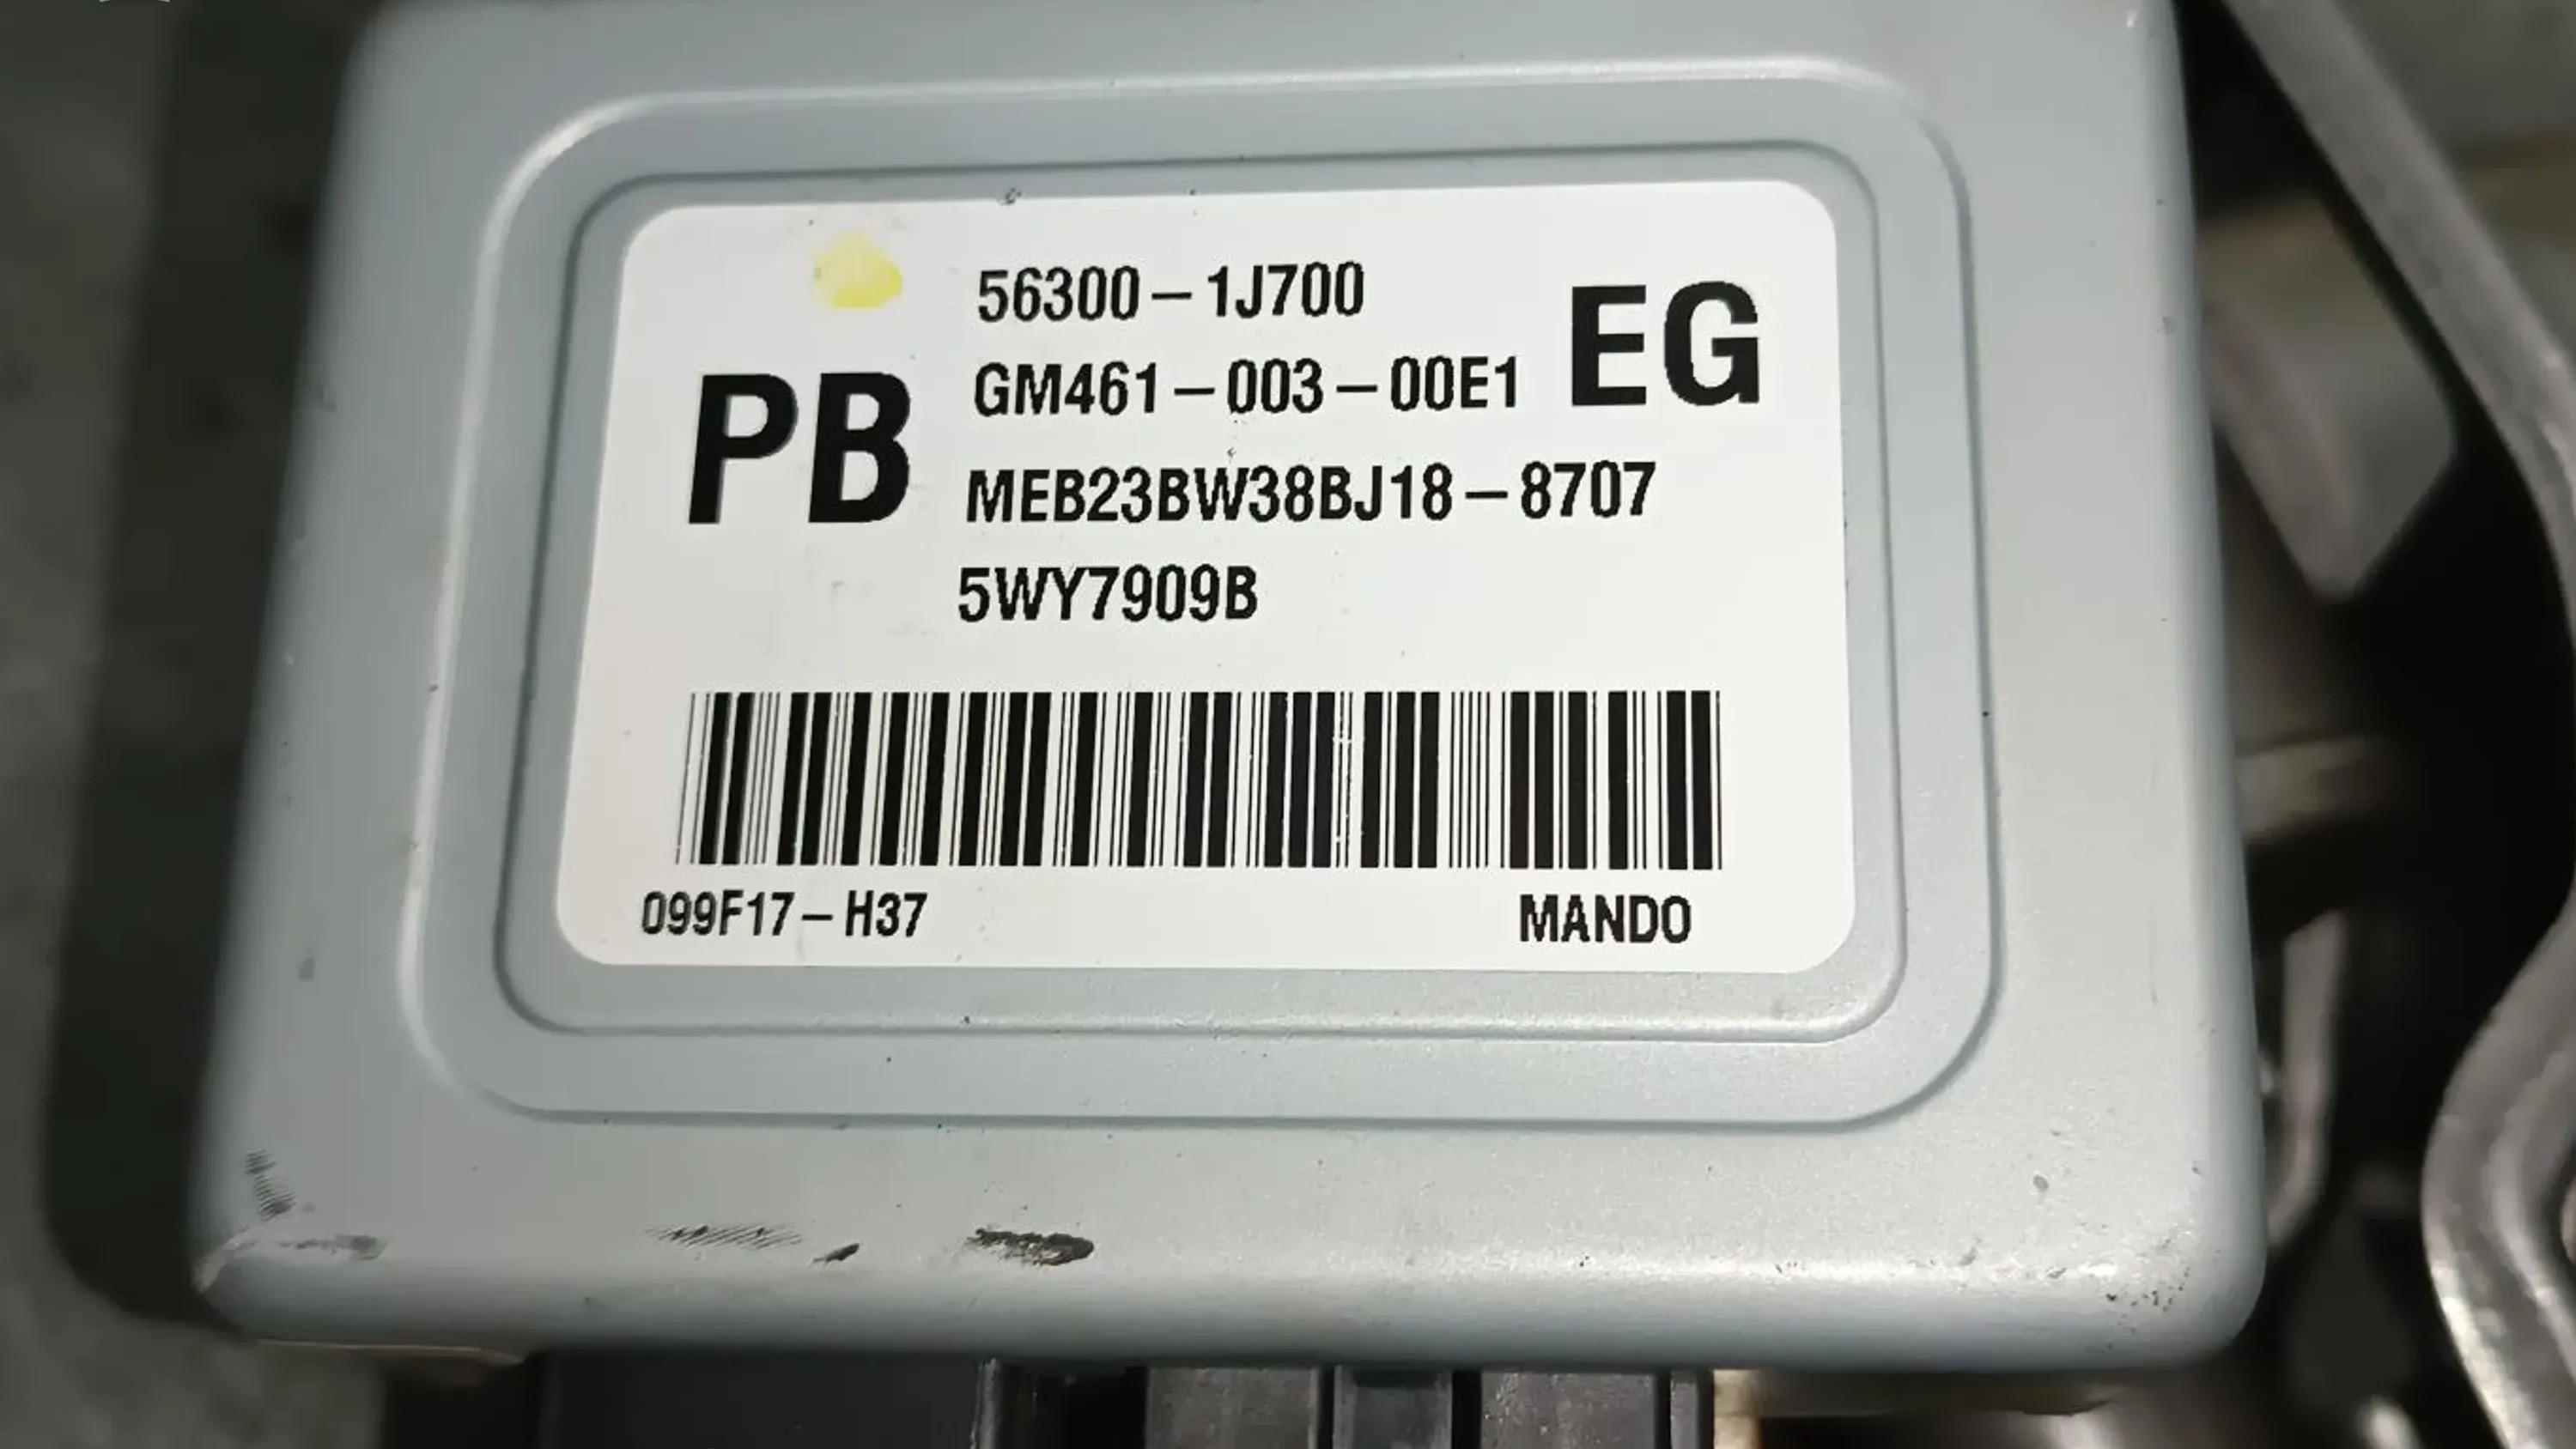 56300-1J700
EG
GM461-003-00E1
PB
MEB23BW38BJ18-8707
5WY7909B
099F17-H37
MANDO